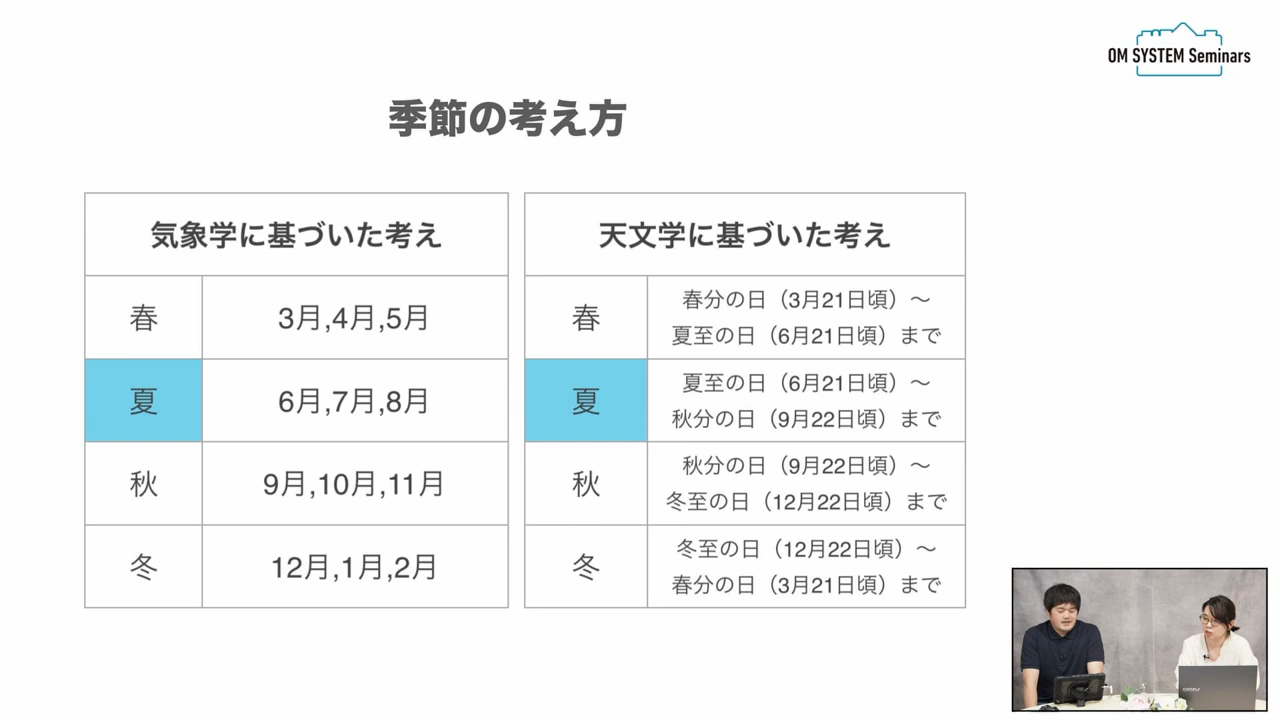 OM SYSTEM Seminars
季節の考え方
気象学に基づいた考え
春
3月,4月,5月
夏
6月,7月,8月
秋
9月,10月,11月
冬
12月,1月,2月
天文学に基づいた考え
春
春分の日（3月21日頃）〜
夏至の日（6月21日頃）まで
夏
夏至の日（6月21日頃）〜
秋分の日（9月22日頃）まで
秋
秋分の日（9月22日頃）〜
冬至の日（12月22日頃）まで
冬
冬至の日（12月22日頃）〜
春分の日（3月21日頃）まで